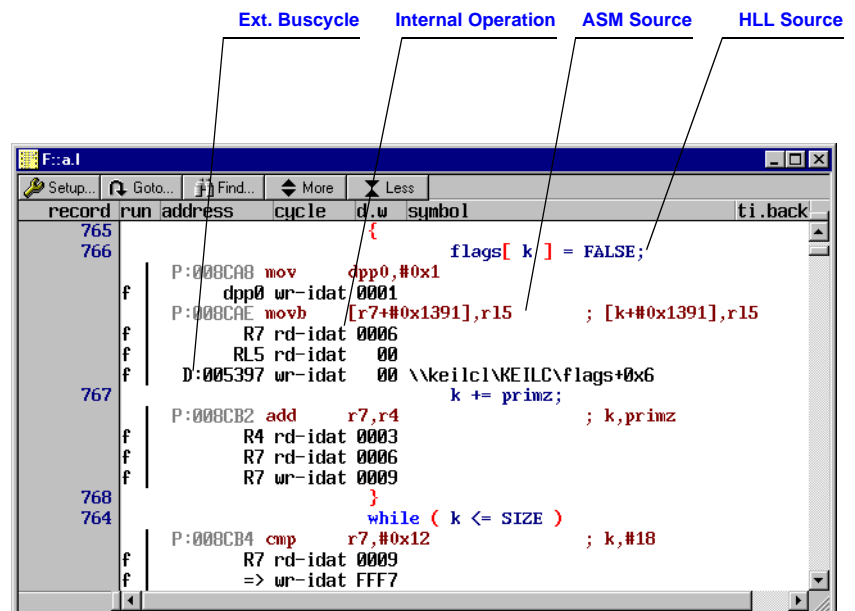 Ext. Buscycle Internal Operation ASM Source HLL Source
F::a.l
Setup... Goto... Find... More Less
record run address cycle d.w symbol ti.back
765 {
766 flags[ k ] = FALSE;
P:008CA8 mov dpp0,#0x1
f dpp0 wr-idat 0001
P:008CAE movb [r7+#0x1391],rl5 ; [k+#0x1391],rl5
f R7 rd-idat 0006
f RL5 rd-idat 00
f D:005397 wr-idat 00 \\keilcl\KEILC\flags+0x6
767 k += primz;
P:008CB2 add r7,r4 ; k,primz
f R4 rd-idat 0003
f R7 rd-idat 0006
f R7 wr-idat 0009
768 }
764 while ( k <= SIZE )
P:008CB4 cmp r7,#0x12 ; k,#18
f R7 rd-idat 0009
f => wr-idat FFF7